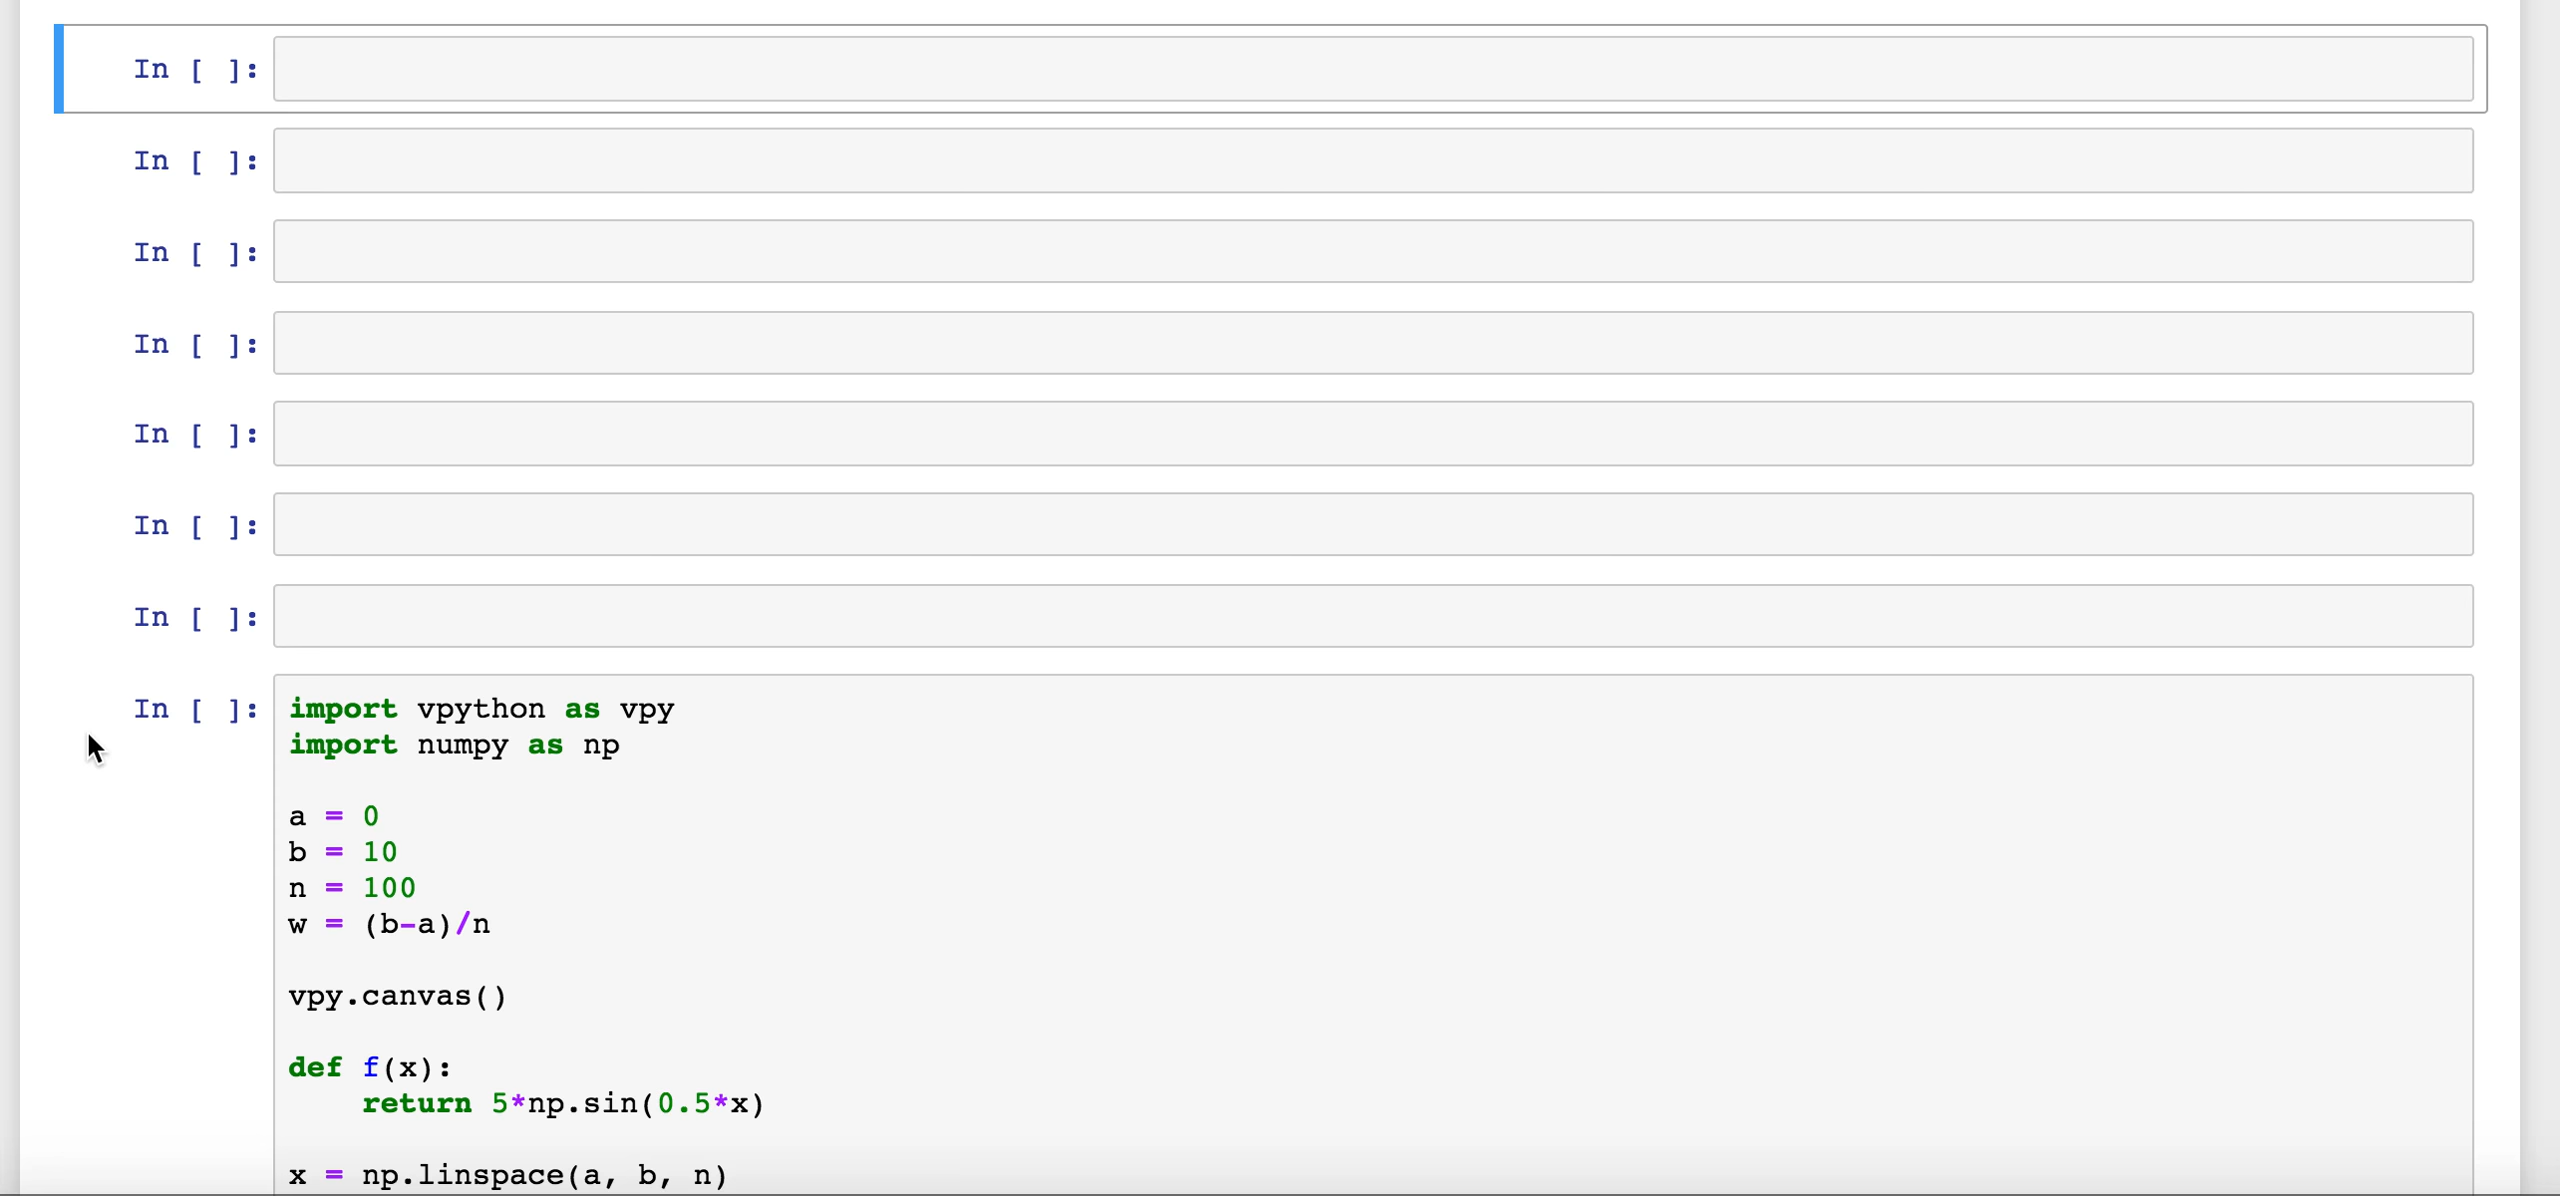 In [ ]:
In [ ]:
In [ ]:
In [ ]:
In [ ]:
In [ ]:
In [ ]:
In [ ]: import vpython as vpy
import numpy as np
a = 0
b = 10
n = 100
w = (b-a)/n
vpy.canvas()
def f(x):
    return 5*np.sin(0.5*x)
x = np.linspace(a, b, n)